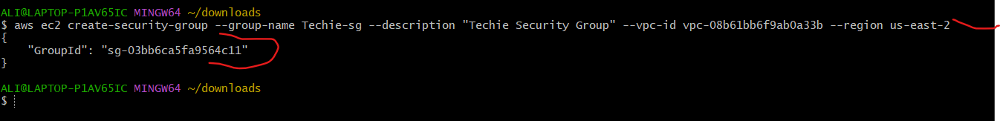 ALI@LAPTOP-P1AV65IC MINGW64 ~/downloads
$ aws ec2 create-security-group --group-name Techie-sg --description "Techie Security Group" --vpc-id vpc-08b61bb6f9ab0a33b --region us-east-2
{
    "GroupId": "sg-03bb6ca5fa9564c11"
}
ALI@LAPTOP-P1AV65IC MINGW64 ~/downloads
$